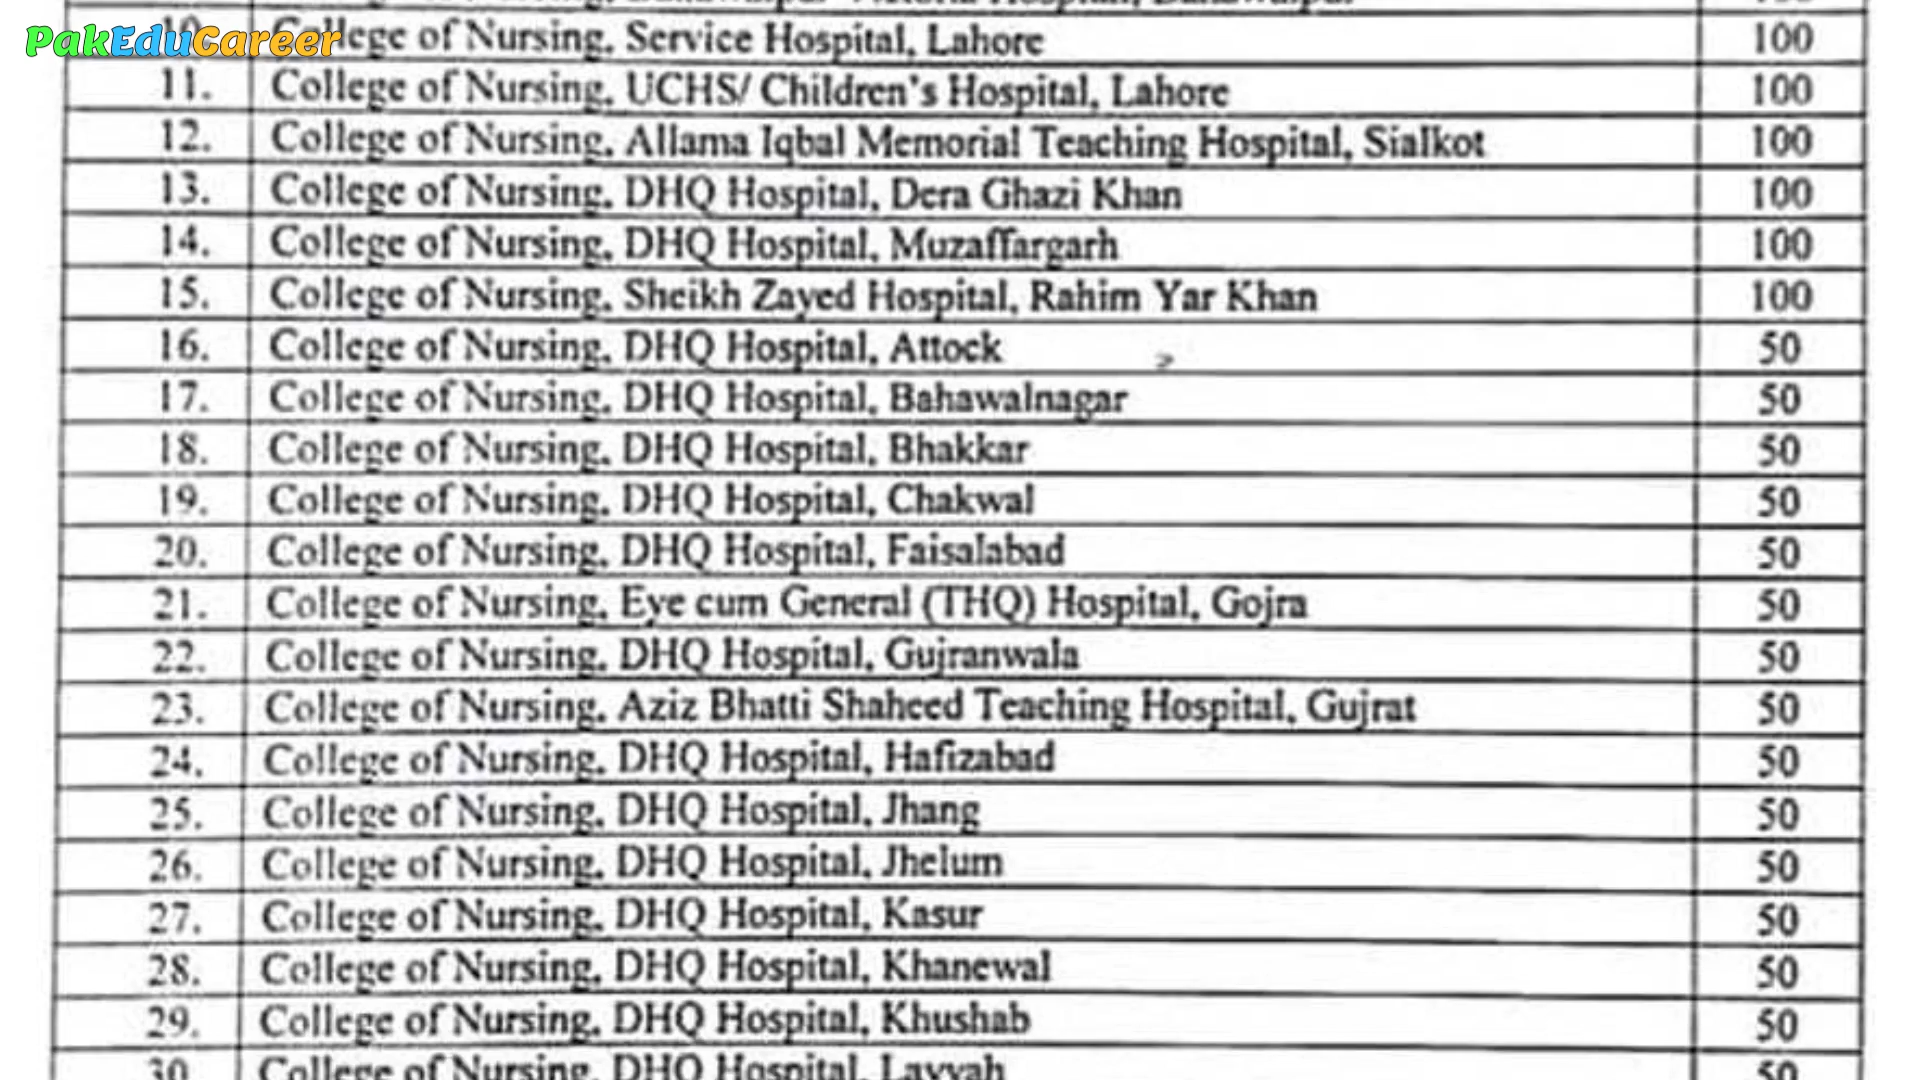 PakEduCareer
10. College of Nursing, Service Hospital, Lahore 100
11. College of Nursing, UCHS/ Children's Hospital, Lahore 100
12. College of Nursing, Allama Iqbal Memorial Teaching Hospital, Sialkot 100
13. College of Nursing, DHQ Hospital, Dera Ghazi Khan 100
14. College of Nursing, DHQ Hospital, Muzaffargarh 100
15. College of Nursing, Sheikh Zayed Hospital, Rahim Yar Khan 100
16. College of Nursing, DHQ Hospital, Attock 50
17. College of Nursing, DHQ Hospital, Bahawalnagar 50
18. College of Nursing, DHQ Hospital, Bhakkar 50
19. College of Nursing, DHQ Hospital, Chakwal 50
20. College of Nursing, DHQ Hospital, Faisalabad 50
21. College of Nursing, Eye cum General (THQ) Hospital, Gojra 50
22. College of Nursing, DHQ Hospital, Gujranwala 50
23. College of Nursing, Aziz Bhatti Shaheed Teaching Hospital, Gujrat 50
24. College of Nursing, DHQ Hospital, Hafizabad 50
25. College of Nursing, DHQ Hospital, Jhang 50
26. College of Nursing, DHQ Hospital, Jhelum 50
27. College of Nursing, DHQ Hospital, Kasur 50
28. College of Nursing, DHQ Hospital, Khanewal 50
29. College of Nursing, DHQ Hospital, Khushab 50
30. College of Nursing, DHQ Hospital, Layyah 50